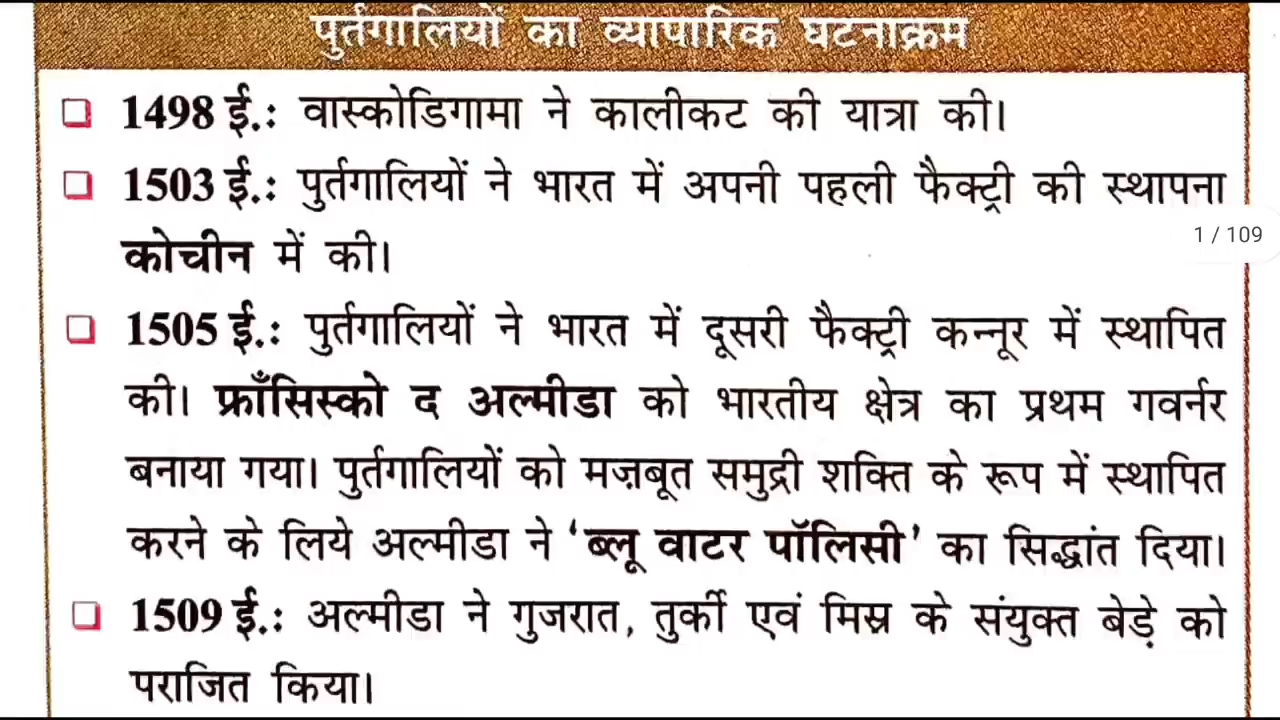 पुर्तगालियों का व्यापारिक घटनाक्रम
❑ 1498 ई.: वास्कोडिगामा ने कालीकट की यात्रा की।
❑ 1503 ई.: पुर्तगालियों ने भारत में अपनी पहली फैक्ट्री की स्थापना
1 / 109
कोचीन में की।
❑ 1505 ई.: पुर्तगालियों ने भारत में दूसरी फैक्ट्री कन्नूर में स्थापित
की। फ्राँसिस्को द अल्मीडा को भारतीय क्षेत्र का प्रथम गवर्नर
बनाया गया। पुर्तगालियों को मज़बूत समुद्री शक्ति के रूप में स्थापित
करने के लिये अल्मीडा ने ‘ब्लू वाटर पॉलिसी’ का सिद्धांत दिया।
❑ 1509 ई.: अल्मीडा ने गुजरात, तुर्की एवं मिस्र के संयुक्त बेड़े को
पराजित किया।